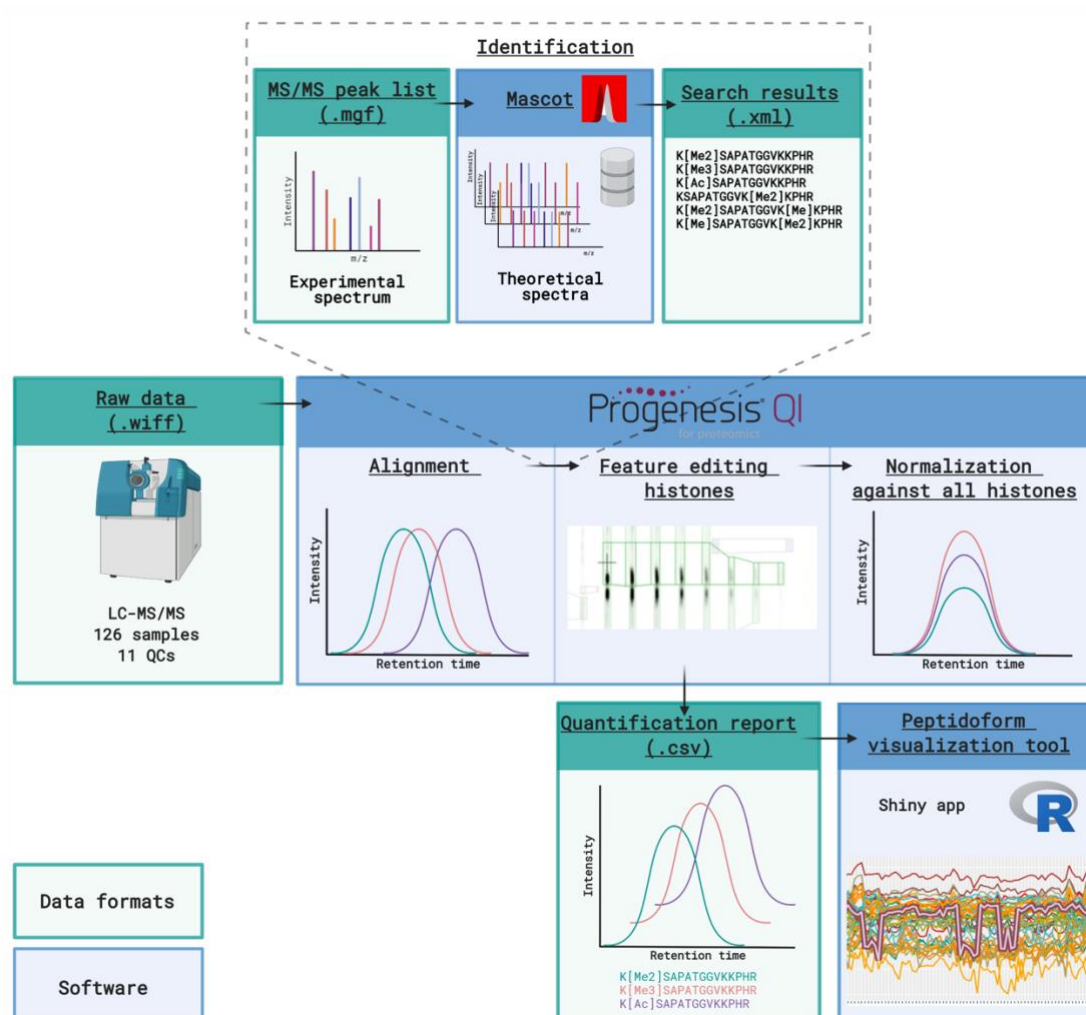 Identification
MS/MS peak list
(.mgf)
Mascot
Search results
(.xml)
Intensity
m/z
Experimental
spectrum
Intensity
Intensity
Intensity
m/z
m/z
m/z
Theoretical
spectra
K[Me2]SAPATGGVKKPHR
K[Me3]SAPATGGVKKPHR
K[Ac]SAPATGGVKKPHR
KSAPATGGVK[Me2]KPHR
K[Me2]SAPATGGVK[Me]KPHR
K[Me]SAPATGGVK[Me2]KPHR
Raw data
(.wiff)
LC-MS/MS
126 samples
11 QCs
Progenesis QI
for proteomics
Alignment
Intensity
Retention time
Feature editing
histones
Normalization
against all histones
Intensity
Retention time
Quantification report
(.csv)
Intensity
Retention time
K[Me2]SAPATGGVKKPHR
K[Me3]SAPATGGVKKPHR
K[Ac]SAPATGGVKKPHR
Peptidoform
visualization tool
Shiny app
R
Data formats
Software